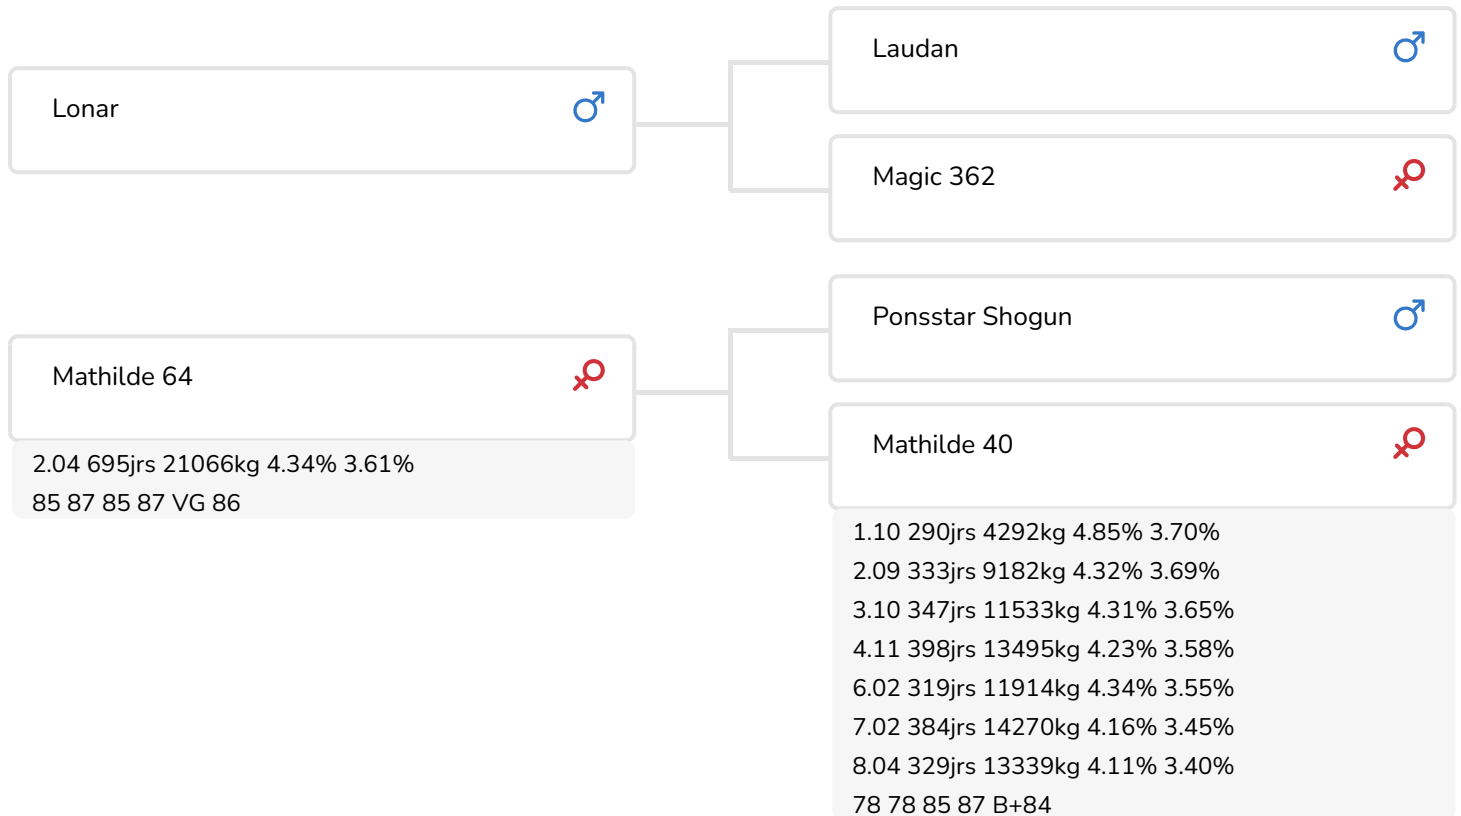 Lonar
Laudan
Magic 362
Mathilde 64
2.04 695jrs 21066kg 4.34% 3.61%
85 87 85 87 VG 86
Ponsstar Shogun
Mathilde 40
1.10 290jrs 4292kg 4.85% 3.70%
2.09 333jrs 9182kg 4.32% 3.69%
3.10 347jrs 11533kg 4.31% 3.65%
4.11 398jrs 13495kg 4.23% 3.58%
6.02 319jrs 11914kg 4.34% 3.55%
7.02 384jrs 14270kg 4.16% 3.45%
8.04 329jrs 13339kg 4.11% 3.40%
78 78 85 87 B+84